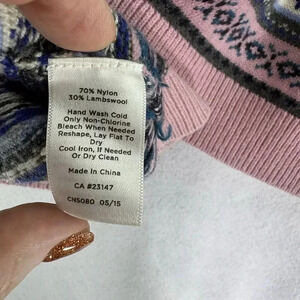 70% Nylon
30% Lambswool
Hand Wash Cold
Only Non-Chlorine
Bleach When Needed
Reshape, Lay Flat To
Dry
Cool Iron, If Needed
Or Dry Clean
Made In China
CA #23147
CN5080 05/15